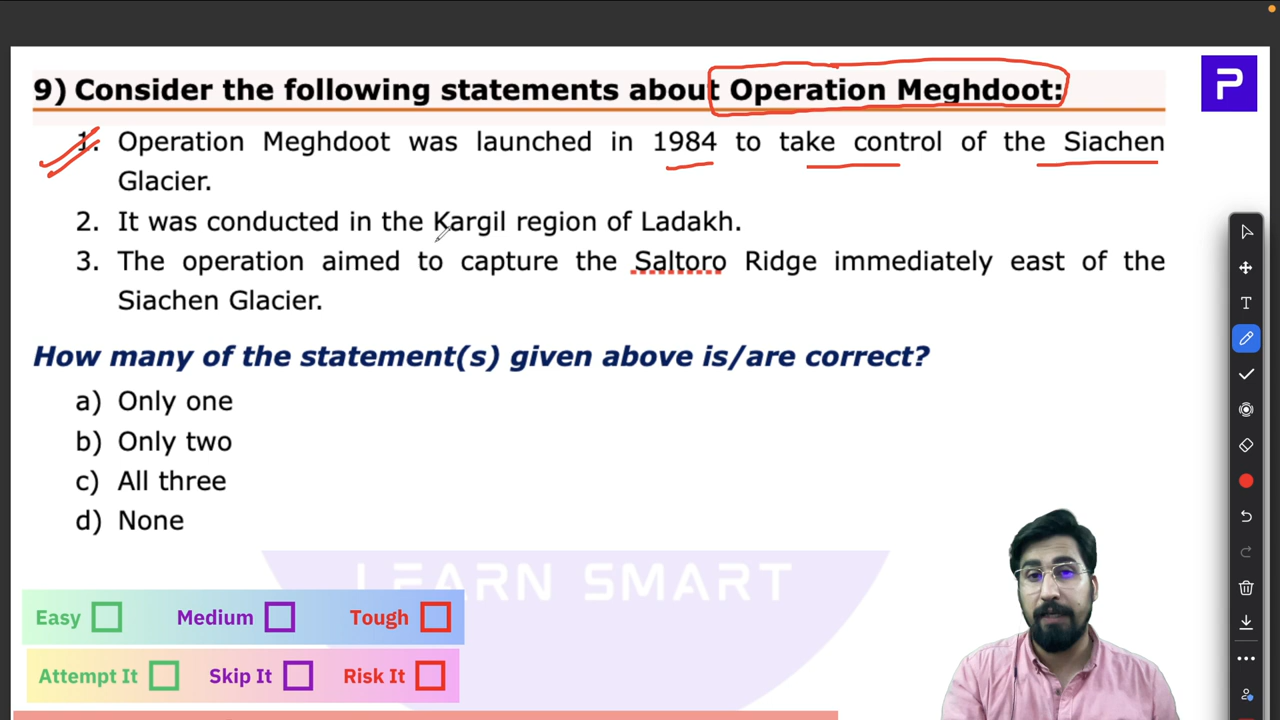 9) Consider the following statements about Operation Meghdoot:
1. Operation Meghdoot was launched in 1984 to take control of the Siachen
Glacier.
2. It was conducted in the Kargil region of Ladakh.
3. The operation aimed to capture the Saltoro Ridge immediately east of the
Siachen Glacier.
How many of the statement(s) given above is/are correct?
a) Only one
b) Only two
c) All three
d) None
LEARN SMART
Easy Medium Tough
Attempt It Skip It Risk It
P
T